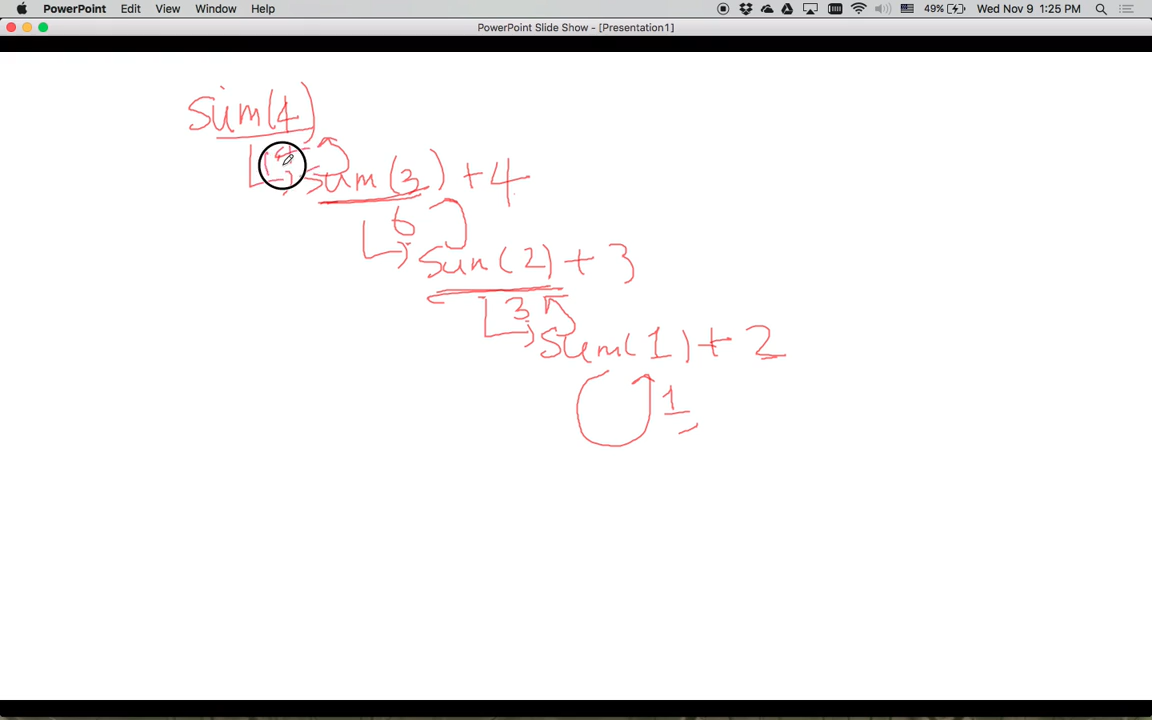 PowerPoint Edit View Window Help 49% Wed Nov 9 1:25 PM
PowerPoint Slide Show - [Presentation1]
Sum(4)
Sum(3) + 4
6
Sum(2) + 3
3
Sum(1) + 2
1